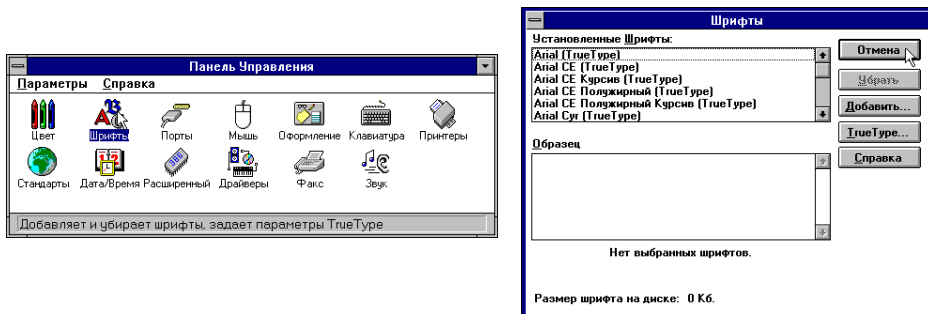 Панель Управления
Параметры Справка
Цвет Шрифты Порты Мышь Оформление Клавиатура Принтеры
Стандарты Дата/Время Расширенный Драйверы Факс Звук
Добавляет и убирает шрифты, задает параметры TrueType
Шрифты
Установленные Шрифты:
Arial (TrueType)
Arial CE (TrueType)
Arial CE Курсив (TrueType)
Arial CE Полужирный (TrueType)
Arial CE Полужирный Курсив (TrueType)
Arial Cyr (TrueType)
Отмена
Убрать
Добавить...
TrueType...
Справка
Образец
Нет выбранных шрифтов.
Размер шрифта на диске: 0 Кб.